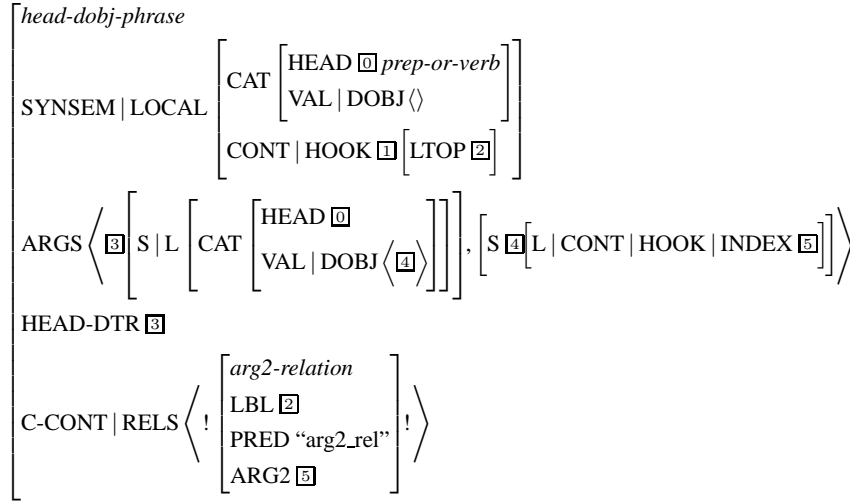 head-dobj-phrase
SYNSEM | LOCAL [CAT [HEAD 0 prep-or-verb
VAL | DOBJ ⟨⟩]
CONT | HOOK 1 [LTOP 2]]
ARGS ⟨ 3 [S | L [CAT [HEAD 0
VAL | DOBJ ⟨ 4 ⟩]]], [S 4 [L | CONT | HOOK | INDEX 5]] ⟩
HEAD-DTR 3
C-CONT | RELS ⟨ ! [arg2-relation
LBL 2
PRED “arg2_rel”
ARG2 5] ! ⟩